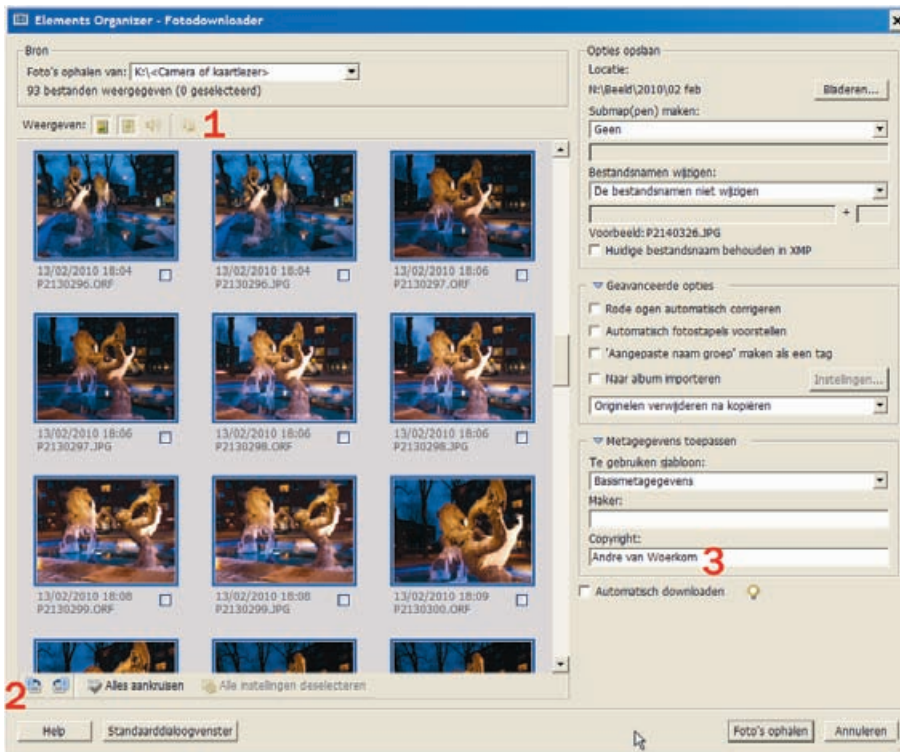 Elements Organizer - Fotodownloader
Bron
Foto's ophalen van: K:\<Camera of kaartlezer>
93 bestanden weergegeven (0 geselecteerd)
Weergeven: 1
13/02/2010 18:04
P2130296.ORF
13/02/2010 18:04
P2130296.JPG
13/02/2010 18:06
P2130297.ORF
13/02/2010 18:06
P2130297.JPG
13/02/2010 18:06
P2130298.ORF
13/02/2010 18:06
P2130298.JPG
13/02/2010 18:08
P2130299.ORF
13/02/2010 18:08
P2130299.JPG
13/02/2010 18:09
P2130300.ORF
2 Alles aankruisen Alle instellingen deselecteren
Help Standaarddialoogvenster
Opties opslaan
Locatie:
N:\Beeld\2010\02 feb Bladeren...
Submap(pen) maken:
Geen
Bestandsnamen wijzigen:
De bestandsnamen niet wijzigen
+
Voorbeeld: P2140326.JPG
Huidige bestandsnaam behouden in XMP
Geavanceerde opties
Rode ogen automatisch corrigeren
Automatisch fotostapels voorstellen
'Aangepaste naam groep' maken als een tag
Naar album importeren Instellingen...
Originelen verwijderen na kopiëren
Metagegevens toepassen
Te gebruiken sjabloon:
Basismetagegevens
Maker:
Copyright:
Andre van Woerkom 3
Automatisch downloaden
Foto's ophalen Annuleren